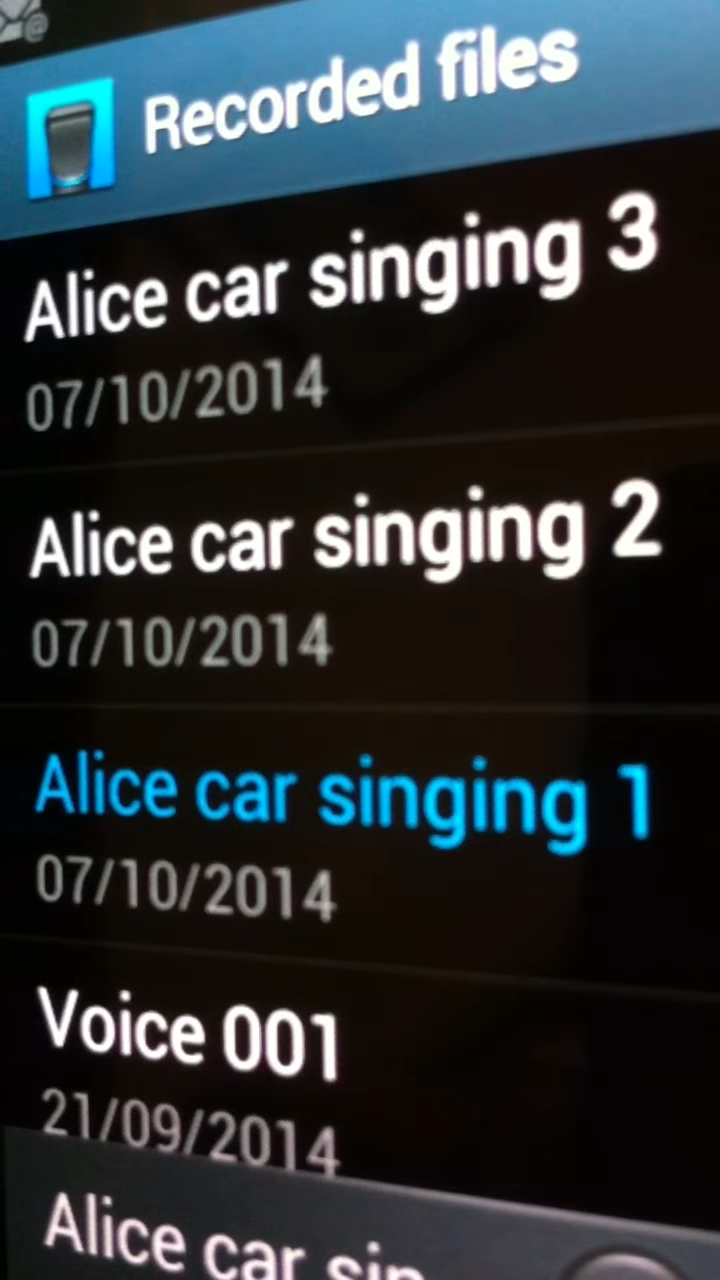 Recorded files
Alice car singing 3
07/10/2014
Alice car singing 2
07/10/2014
Alice car singing 1
07/10/2014
Voice 001
21/09/2014
Alice car sin